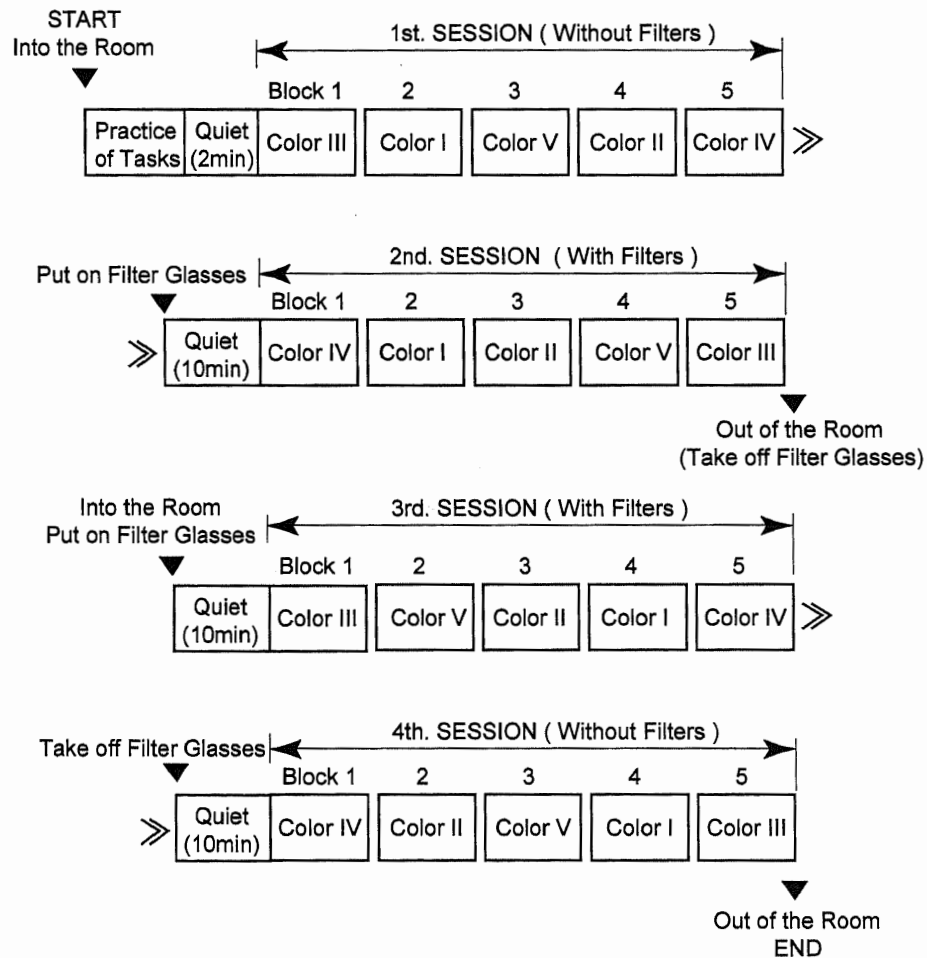 START
Into the Room
1st. SESSION ( Without Filters )
Block 1 2 3 4 5
Practice of Tasks Quiet (2min) Color III Color I Color V Color II Color IV
2nd. SESSION ( With Filters )
Put on Filter Glasses
Block 1 2 3 4 5
Quiet (10min) Color IV Color I Color II Color V Color III
Out of the Room
(Take off Filter Glasses)
Into the Room
Put on Filter Glasses
3rd. SESSION ( With Filters )
Block 1 2 3 4 5
Quiet (10min) Color III Color V Color II Color I Color IV
4th. SESSION ( Without Filters )
Take off Filter Glasses
Block 1 2 3 4 5
Quiet (10min) Color IV Color II Color V Color I Color III
Out of the Room
END